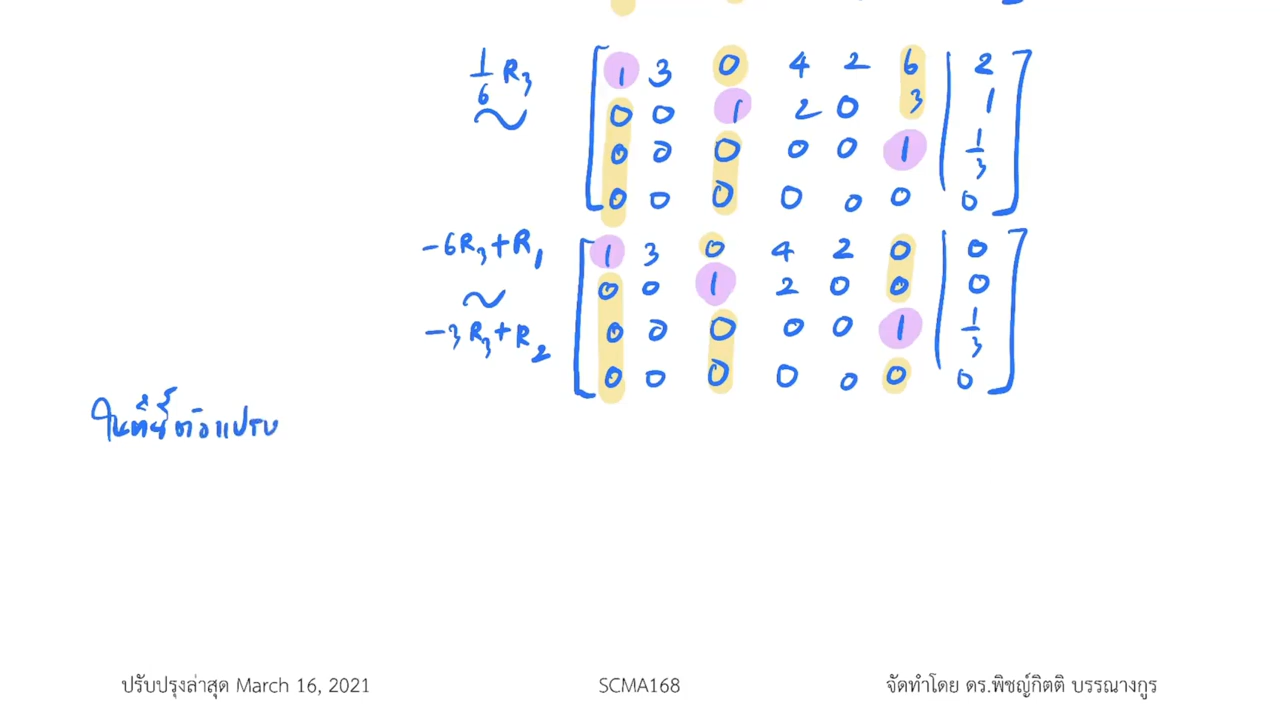 1/6 R3 ~ [ 1 3 0 4 2 6 | 2 ]
0 0 1 2 0 3 | 1
0 0 0 0 0 1 | 1/3
0 0 0 0 0 0 | 0
-6R3+R1 [ 1 3 0 4 2 0 | 0 ]
~ 0 0 1 2 0 0 | 0
-3R3+R2 0 0 0 0 0 1 | 1/3
0 0 0 0 0 0 | 0
ในที่นี้ตัวแปร
ปรับปรุงล่าสุด March 16, 2021 SCMA168 จัดทำโดย ดร.พิชญ์กิตติ บรรณางกูร